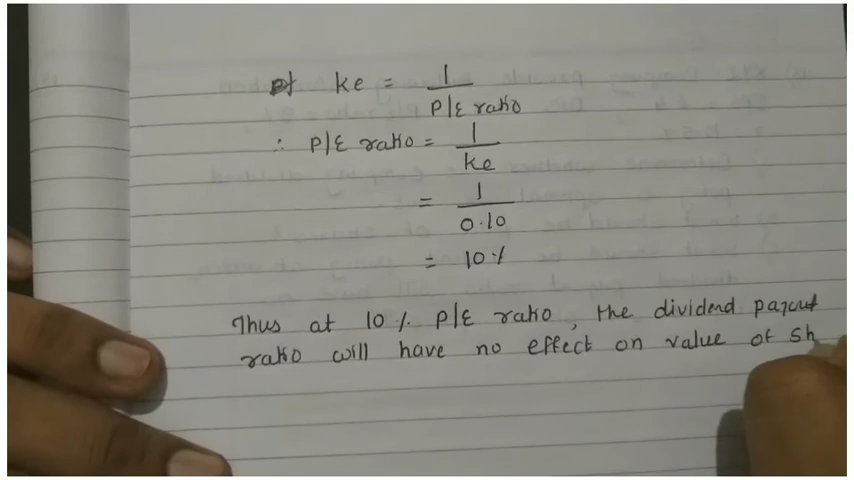 ke = 1
P/E ratio
∴ P/E ratio = 1
ke
= 1
0.10
= 10%
Thus at 10% P/E ratio, the dividend payout
ratio will have no effect on value of sh